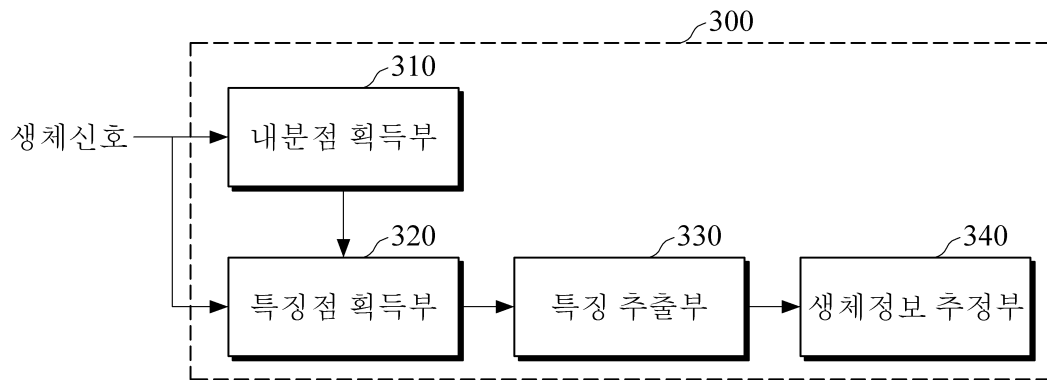 300
310
생체신호
내분점 획득부
320
330
340
특징점 획득부
특징 추출부
생체정보 추정부